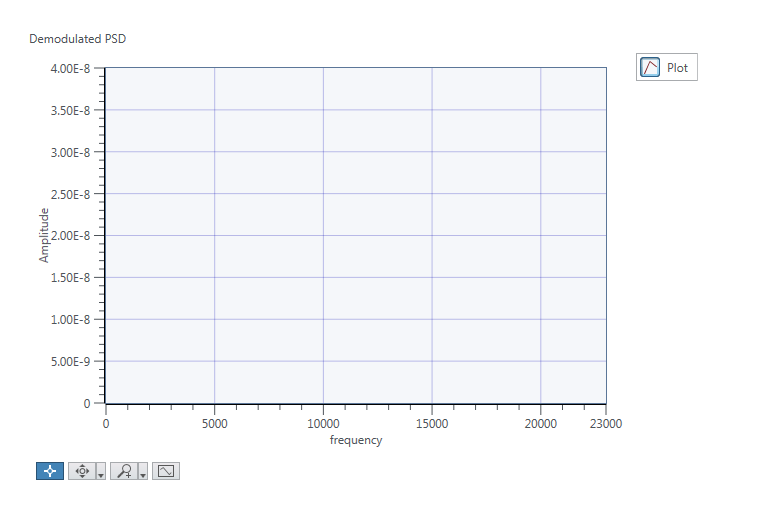 Demodulated PSD
Plot
4.00E-8
3.50E-8
3.00E-8
2.50E-8
2.00E-8
1.50E-8
1.00E-8
5.00E-9
0
Amplitude
0 5000 10000 15000 20000 23000
frequency